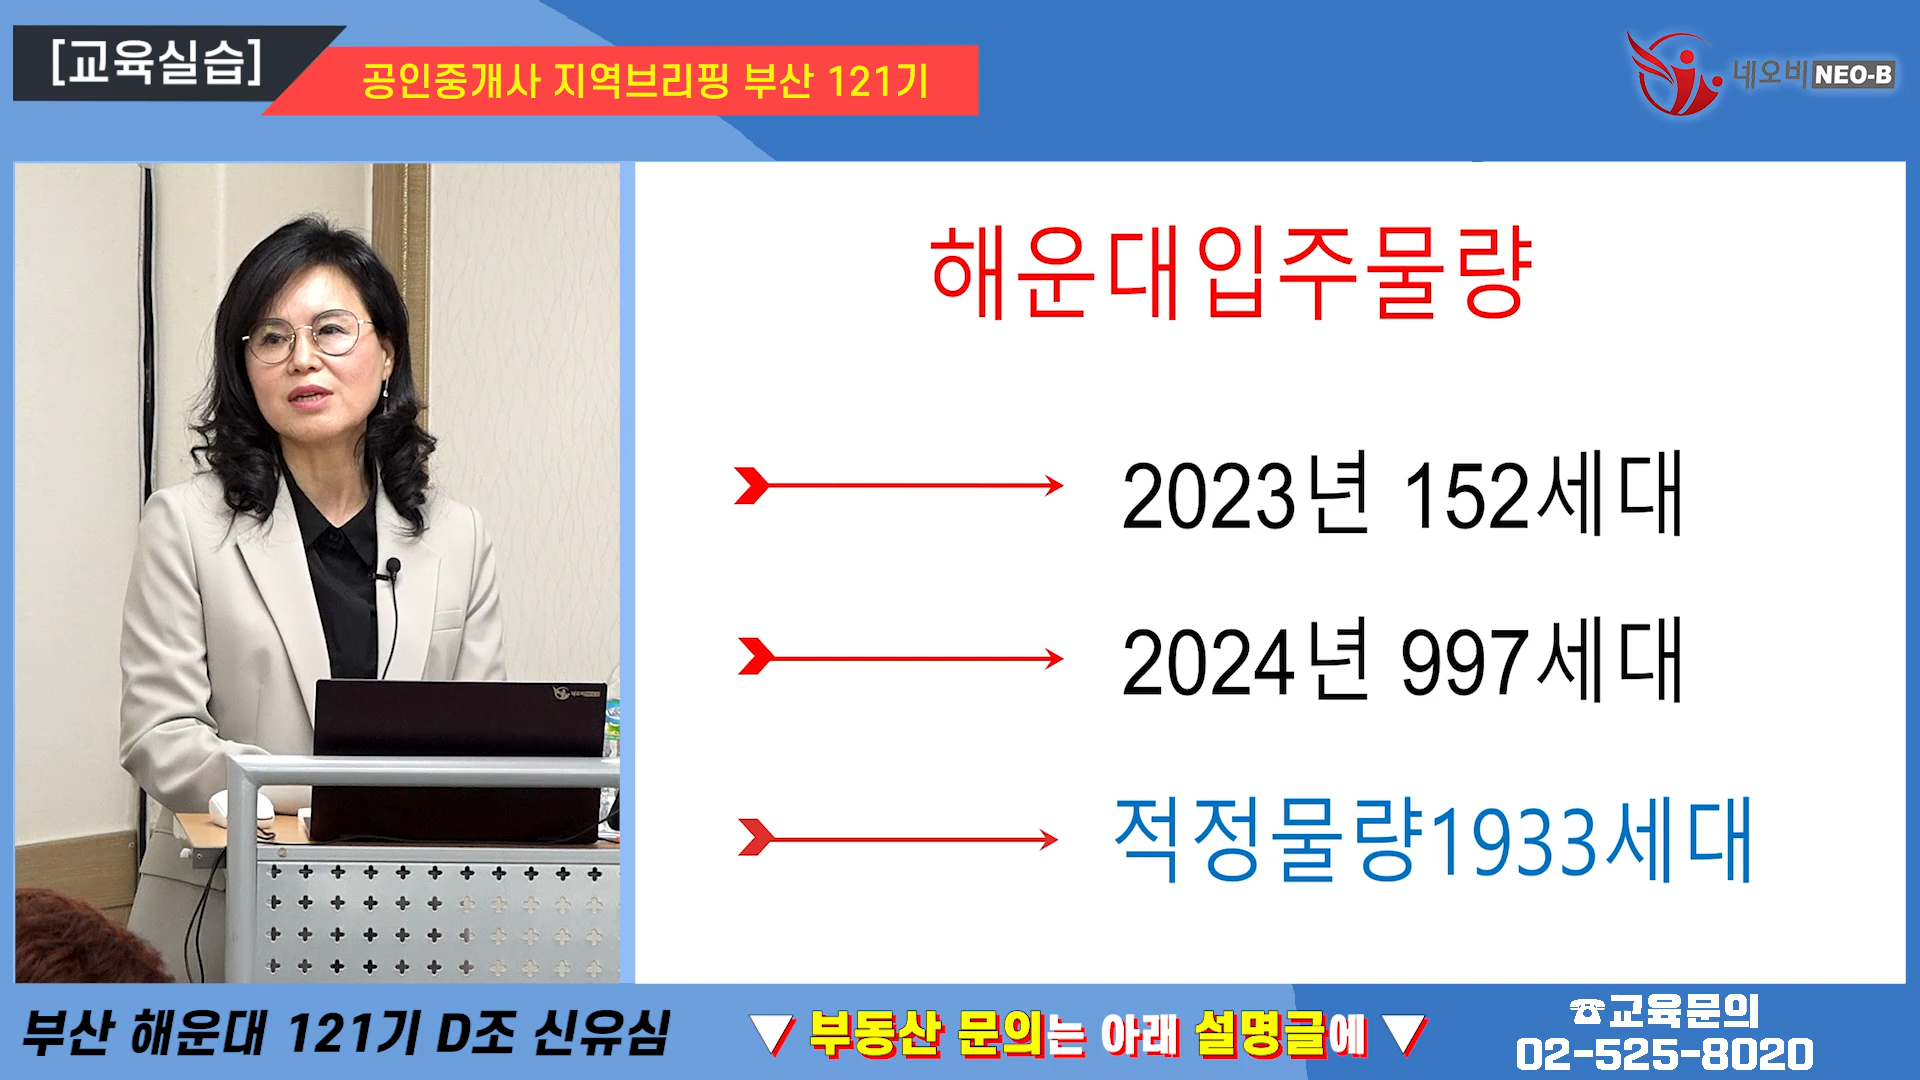 [교육실습]
공인중개사 지역브리핑 부산 121기
네오비 NEO-B
해운대입주물량
2023년 152세대
2024년 997세대
적정물량1933세대
네오비
부산 해운대 121기 D조 신유심
▼ 부동산 문의는 아래 설명글에 ▼
☎교육문의
02-525-8020